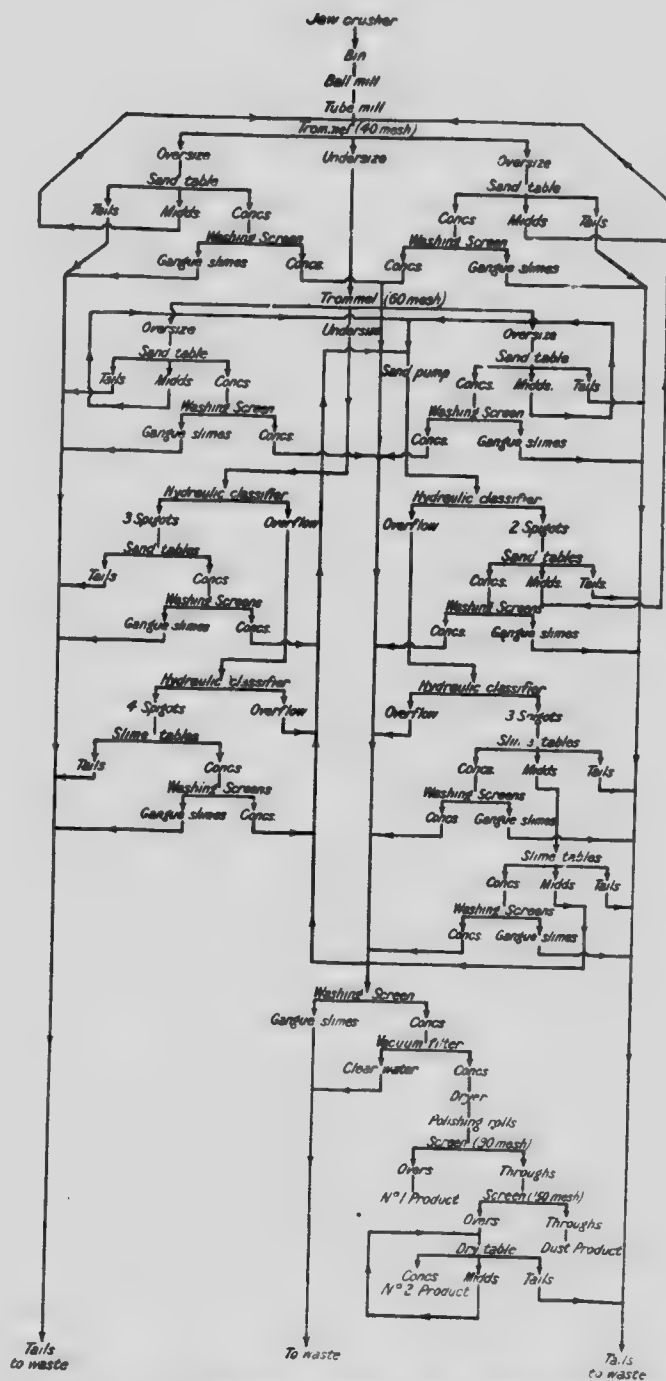 Jaw crusher
Bin
Ball mill
Tube mill
Trommel (40 mesh)
Oversize Undersize Oversize
Sand table Sand table
Tails Midds Concs Concs Midds Tails
Washing Screen Washing Screen
Gangue slimes Concs. Concs Gangue slimes
Trommel (60 mesh)
Oversize Undersize Oversize
Sand table Sand pump Sand table
Tails Midds Concs Concs. Midds. Tails
Washing Screen Washing Screen
Gangue slimes Concs. Concs. Gangue slimes
Hydraulic classifier Hydraulic classifier
3 Spigots Overflow Overflow 2 Spigots
Sand tables Sand tables
Tails Concs Concs. Midds. Tails.
Washing Screens Washing Screens
Gangue slimes Concs. Concs. Gangue slimes
Hydraulic classifier Hydraulic classifier
4 Spigots Overflow Overflow 3 Spigots
Slime tables tables
Tails Concs Concs. Midds Tails
Washing Screens Washing Screens
Gangue slimes Concs. Concs Gangue slimes
Slime tables
Concs Midds Tails
Washing Screens
Concs. Gangue slimes
Washing Screen
Gangue slimes Concs
Vacuum filter
Clear water Concs
Dryer
Polishing rolls
Screen (30 mesh)
Overs Throughs
Nº 1 Product Screen mesh)
Overs Throughs
Dry table Dust Product
Concs Midds Tails
Nº 2 Product
Tails to waste To waste Tails to waste